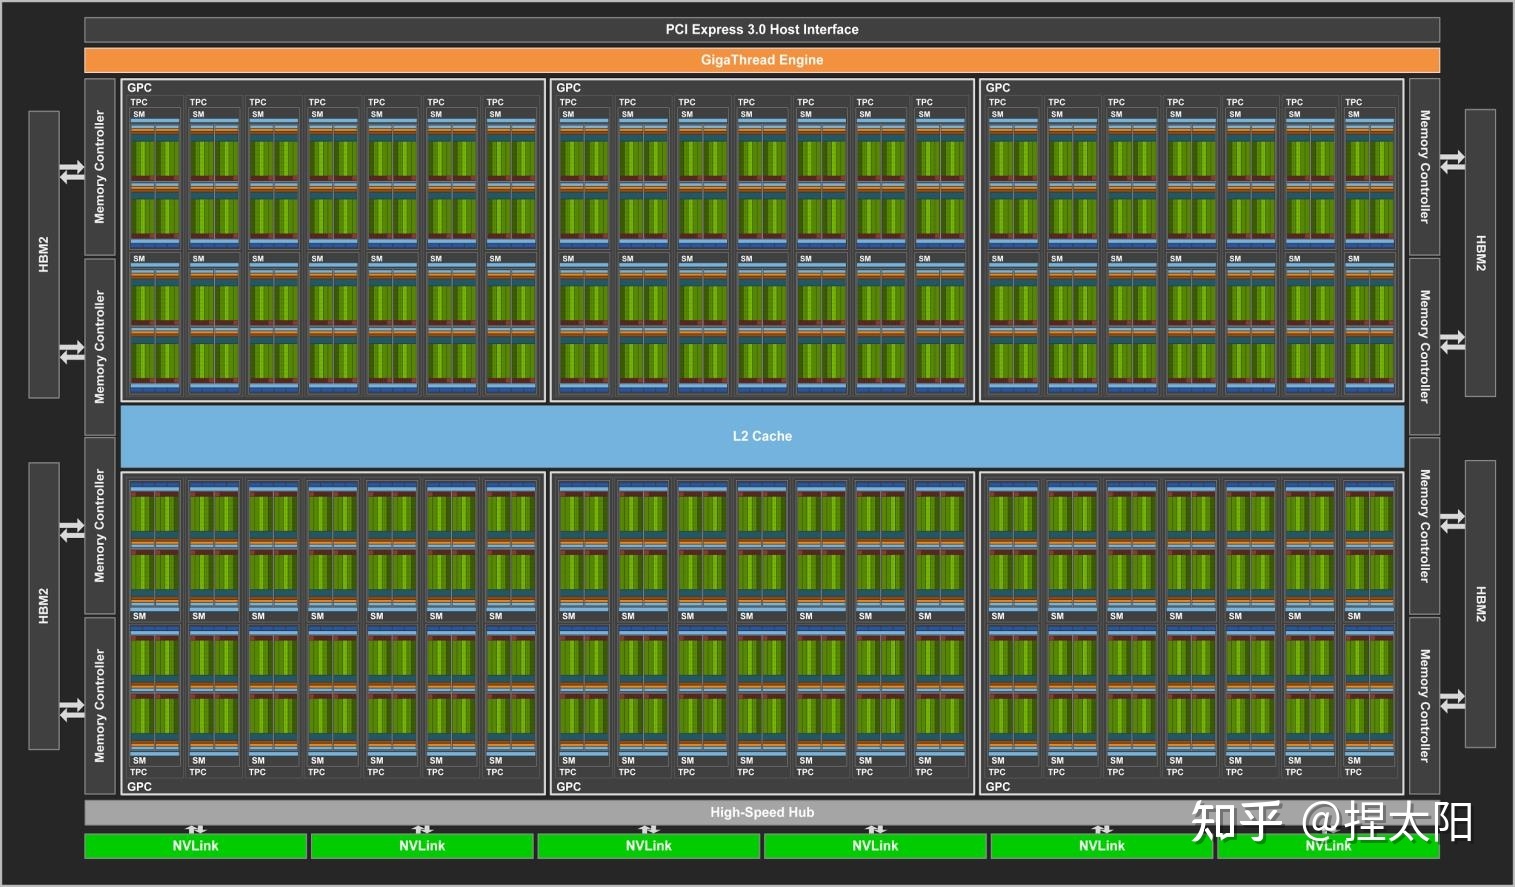 PCI Express 3.0 Host Interface
GigaThread Engine
GPC GPC GPC
TPC TPC TPC TPC TPC TPC TPC TPC TPC TPC TPC TPC TPC TPC TPC TPC TPC TPC TPC TPC TPC
SM SM SM SM SM SM SM SM SM SM SM SM SM SM SM SM SM SM SM SM SM
Memory Controller
Memory Controller
HBM2
HBM2
SM SM SM SM SM SM SM SM SM SM SM SM SM SM SM SM SM SM SM SM SM
Memory Controller
Memory Controller
L2 Cache
Memory Controller
Memory Controller
HBM2
HBM2
SM SM SM SM SM SM SM SM SM SM SM SM SM SM SM SM SM SM SM SM SM
Memory Controller
Memory Controller
SM SM SM SM SM SM SM SM SM SM SM SM SM SM SM SM SM SM SM SM SM
TPC TPC TPC TPC TPC TPC TPC TPC TPC TPC TPC TPC TPC TPC TPC TPC TPC TPC TPC TPC TPC
GPC GPC GPC
High-Speed Hub
知乎 @捏太阳
NVLink NVLink NVLink NVLink NVLink NVLink